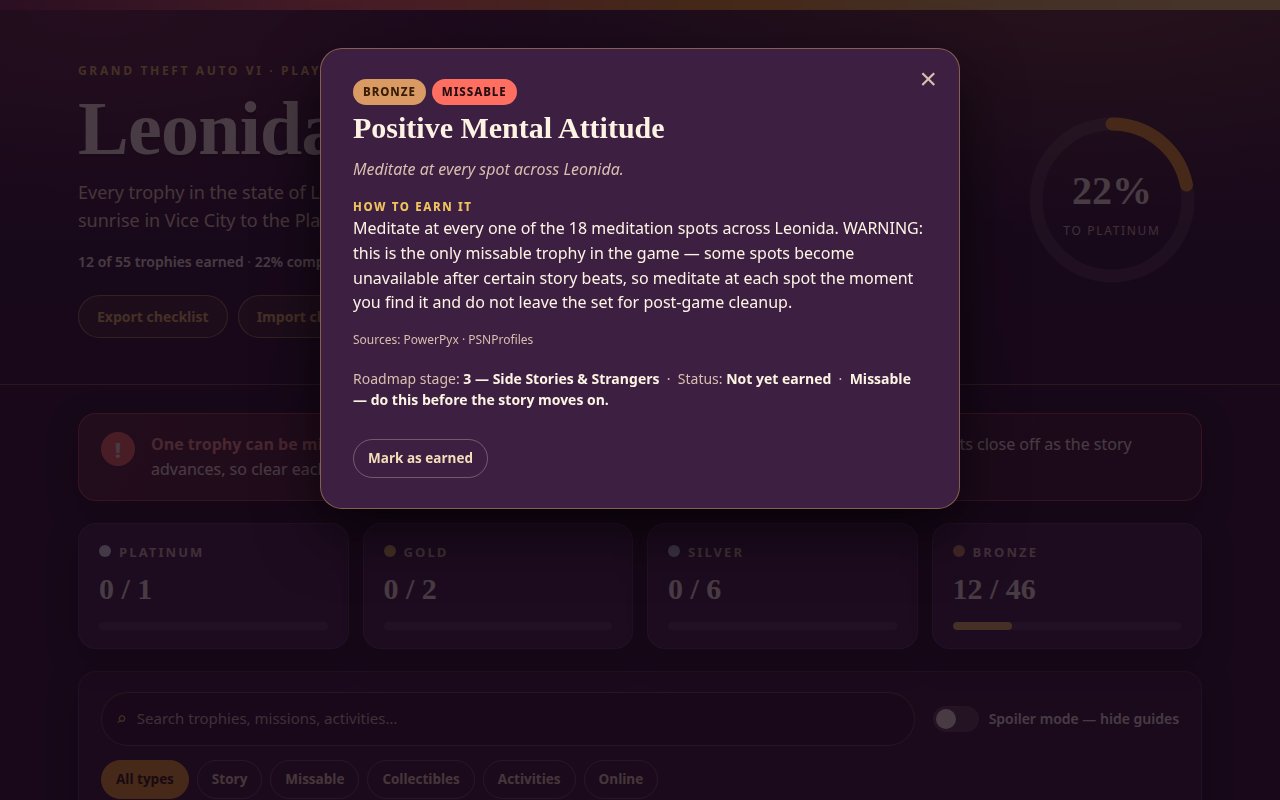 GRAND THEFT AUTO VI · PLAY
Leonida
Every trophy in the state of L
sunrise in Vice City to the Pla
12 of 55 trophies earned · 22% comp
Export checklist
Import cl
22%
TO PLATINUM
BRONZE
MISSABLE
✕
Positive Mental Attitude
Meditate at every spot across Leonida.
HOW TO EARN IT
Meditate at every one of the 18 meditation spots across Leonida. WARNING:
this is the only missable trophy in the game — some spots become
unavailable after certain story beats, so meditate at each spot the moment
you find it and do not leave the set for post-game cleanup.
Sources: PowerPyx · PSNProfiles
Roadmap stage: 3 — Side Stories & Strangers · Status: Not yet earned · Missable
— do this before the story moves on.
Mark as earned
!
One trophy can be mi
ts close off as the story
advances, so clear eacl
PLATINUM
0 / 1
GOLD
0 / 2
SILVER
0 / 6
BRONZE
12 / 46
Search trophies, missions, activities...
Spoiler mode — hide guides
All types
Story
Missable
Collectibles
Activities
Online